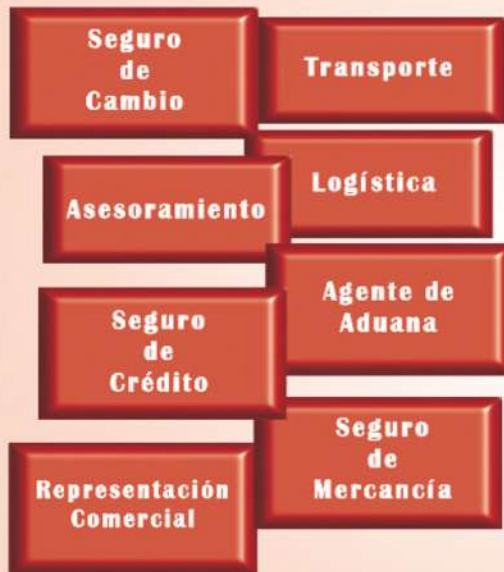 Seguro
de
Cambio
Transporte
Asesoramiento
Logística
Seguro
de
Crédito
Agente de
Aduana
Representación
Comercial
Seguro
de
Mercancía